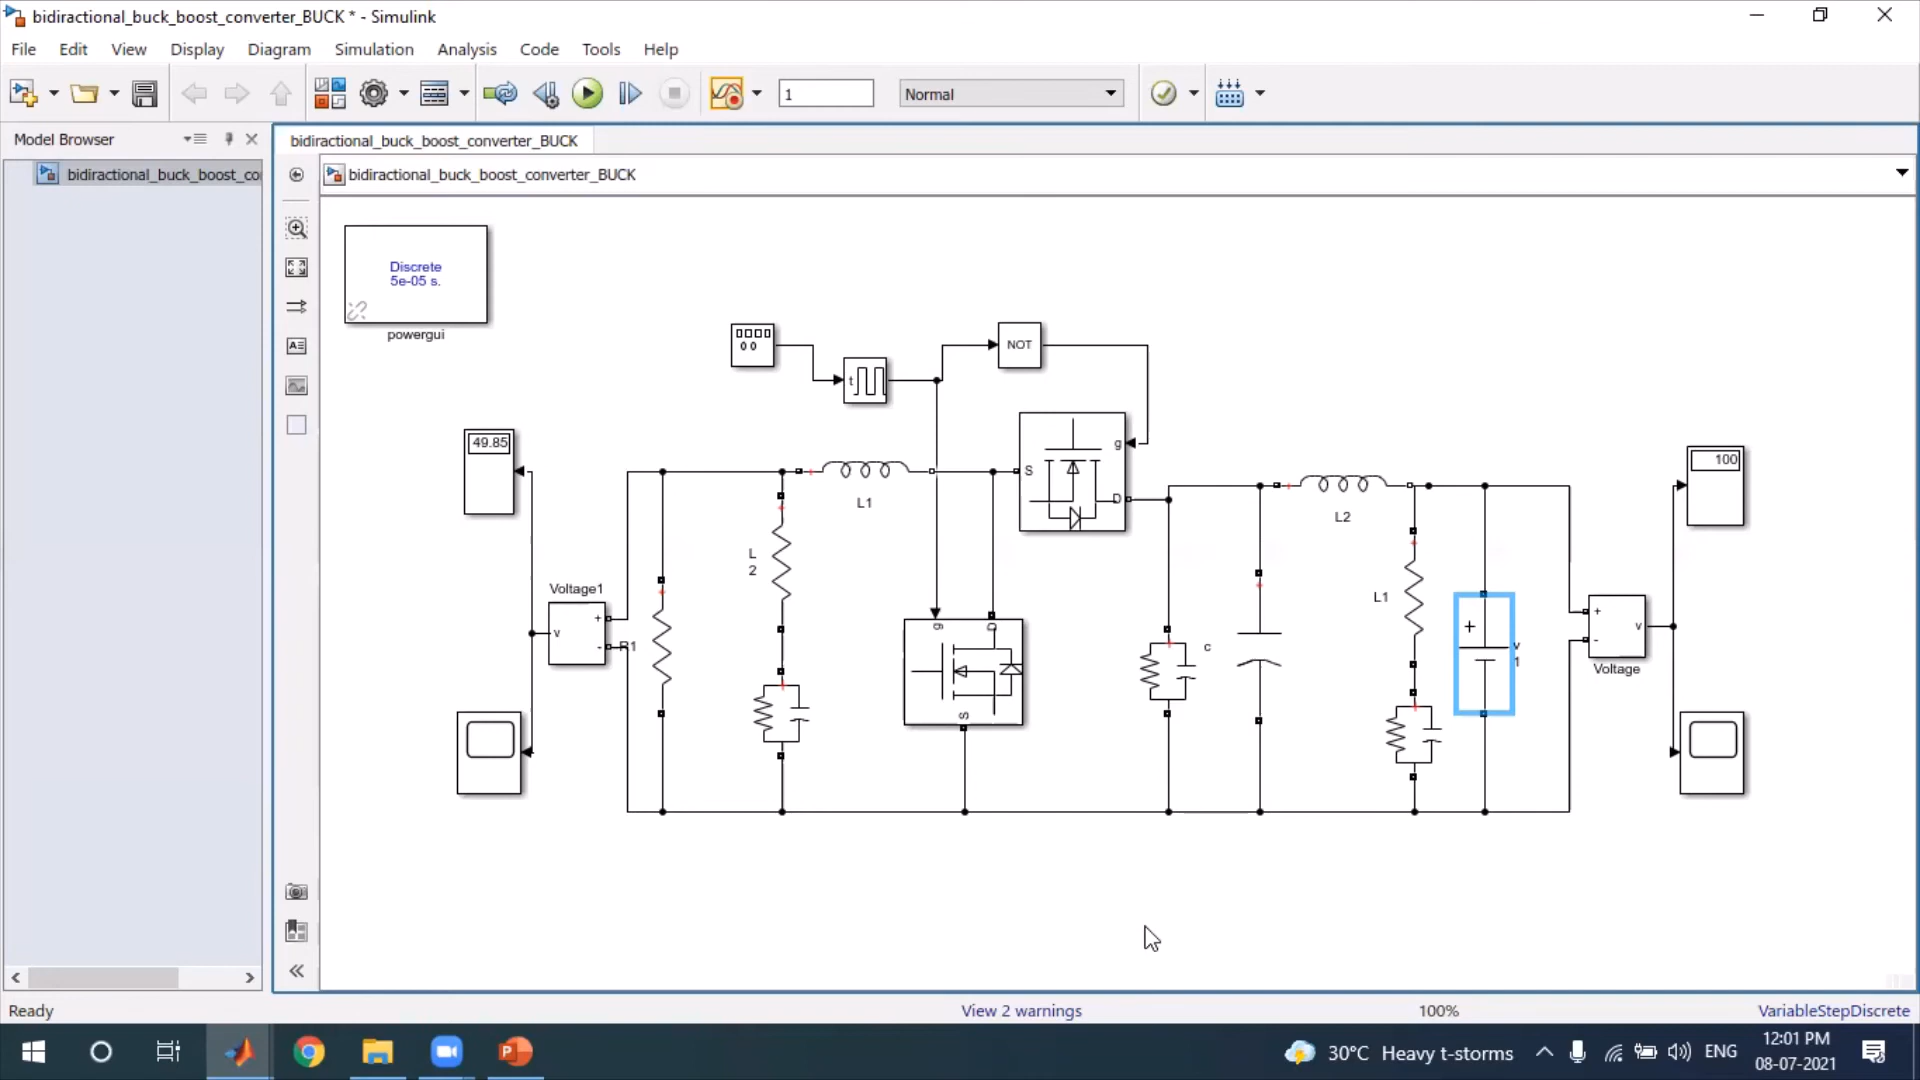 bidiractional_buck_boost_converter_BUCK * - Simulink
File Edit View Display Diagram Simulation Analysis Code Tools Help
1
Normal
Model Browser
bidiractional_buck_boost_co
bidiractional_buck_boost_converter_BUCK
bidiractional_buck_boost_converter_BUCK
Discrete
5e-05 s.
powergui
NOT
t
g
S
D
49.85
100
L1
L2
L
2
L1
Voltage1
+
v
-
R1
g
D
S
c
+
v
1
+
v
-
Voltage
Ready
View 2 warnings
100%
VariableStepDiscrete
30°C Heavy t-storms
ENG
12:01 PM
08-07-2021